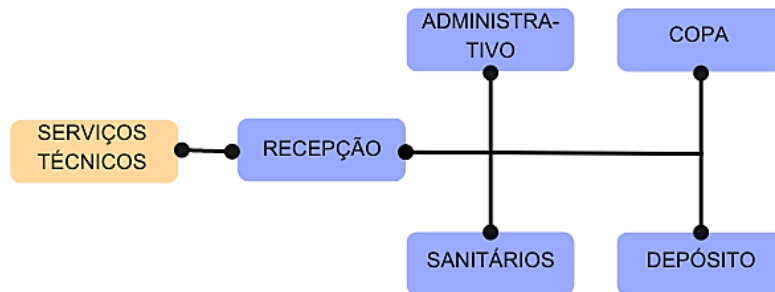 ADMINISTRA-
TIVO
COPA
SERVIÇOS
TÉCNICOS
RECEPÇÃO
SANITÁRIOS
DEPÓSITO